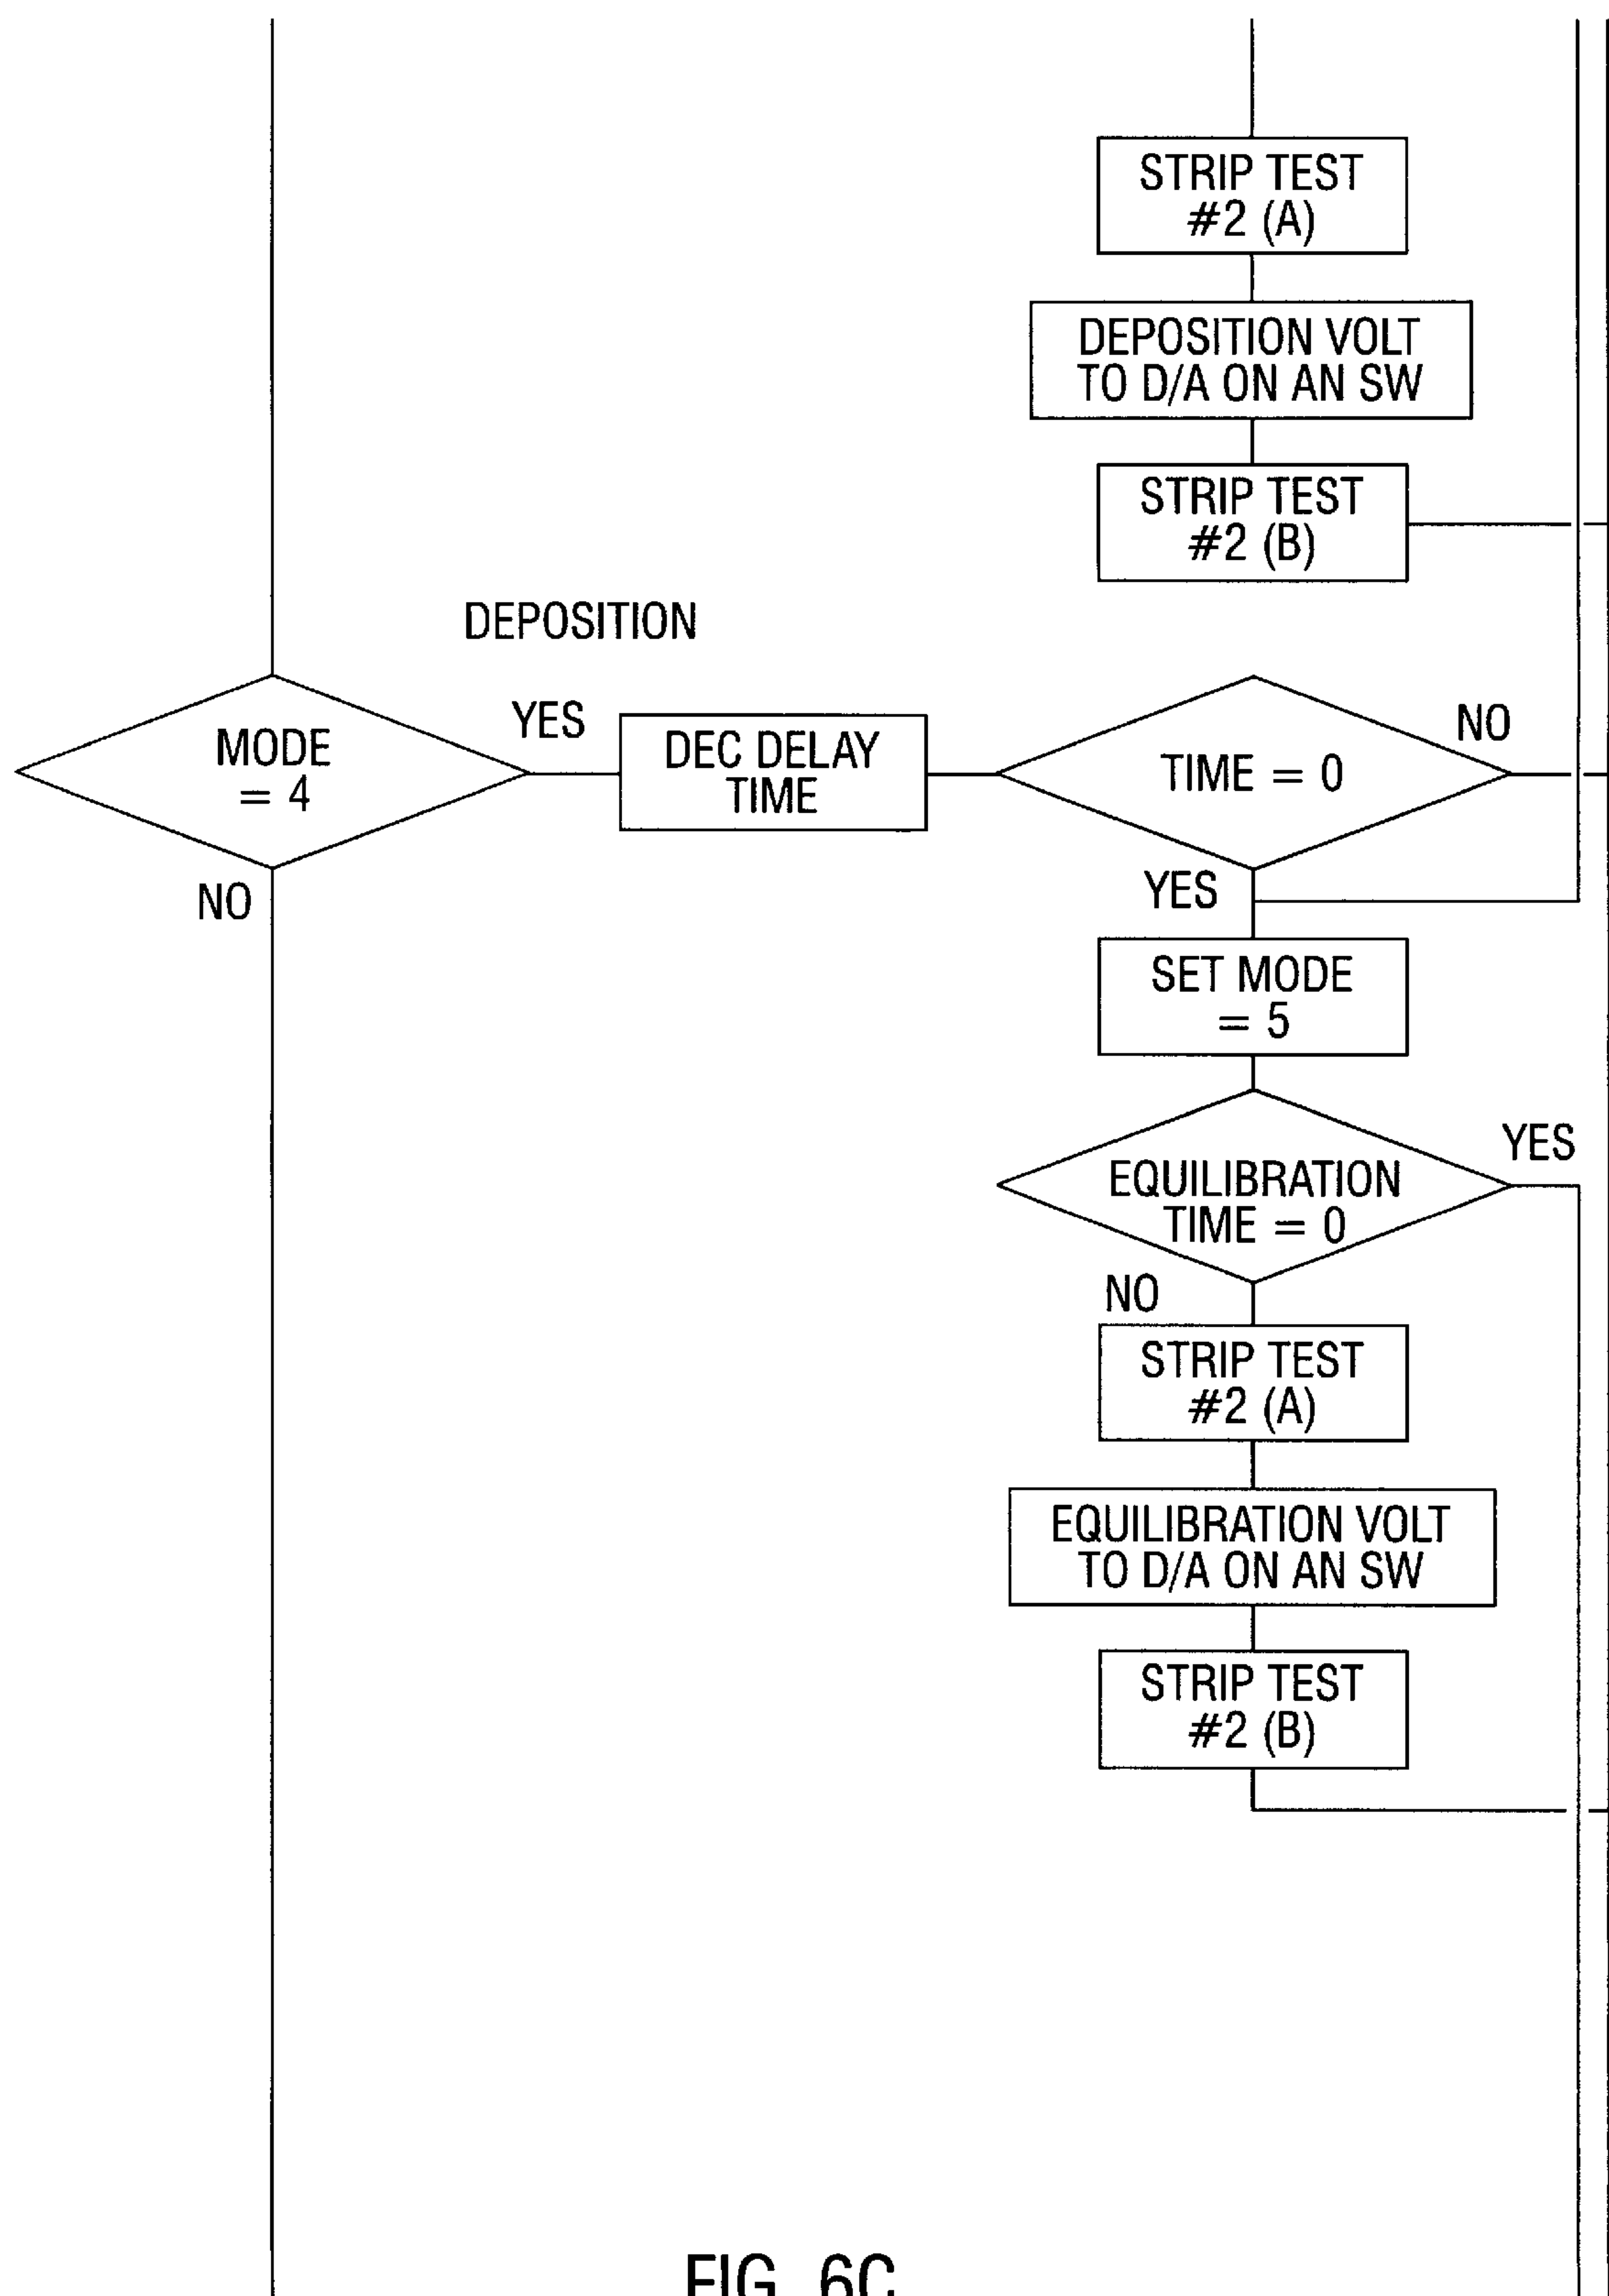 STRIP TEST
#2 (A)
DEPOSITION VOLT
TO D/A ON AN SW
STRIP TEST
#2 (B)
DEPOSITION
MODE
= 4
YES
DEC DELAY
TIME
TIME = 0
NO
NO
YES
SET MODE
= 5
EQUILIBRATION
TIME = 0
YES
NO
STRIP TEST
#2 (A)
EQUILIBRATION VOLT
TO D/A ON AN SW
STRIP TEST
#2 (B)
FIG. 6C